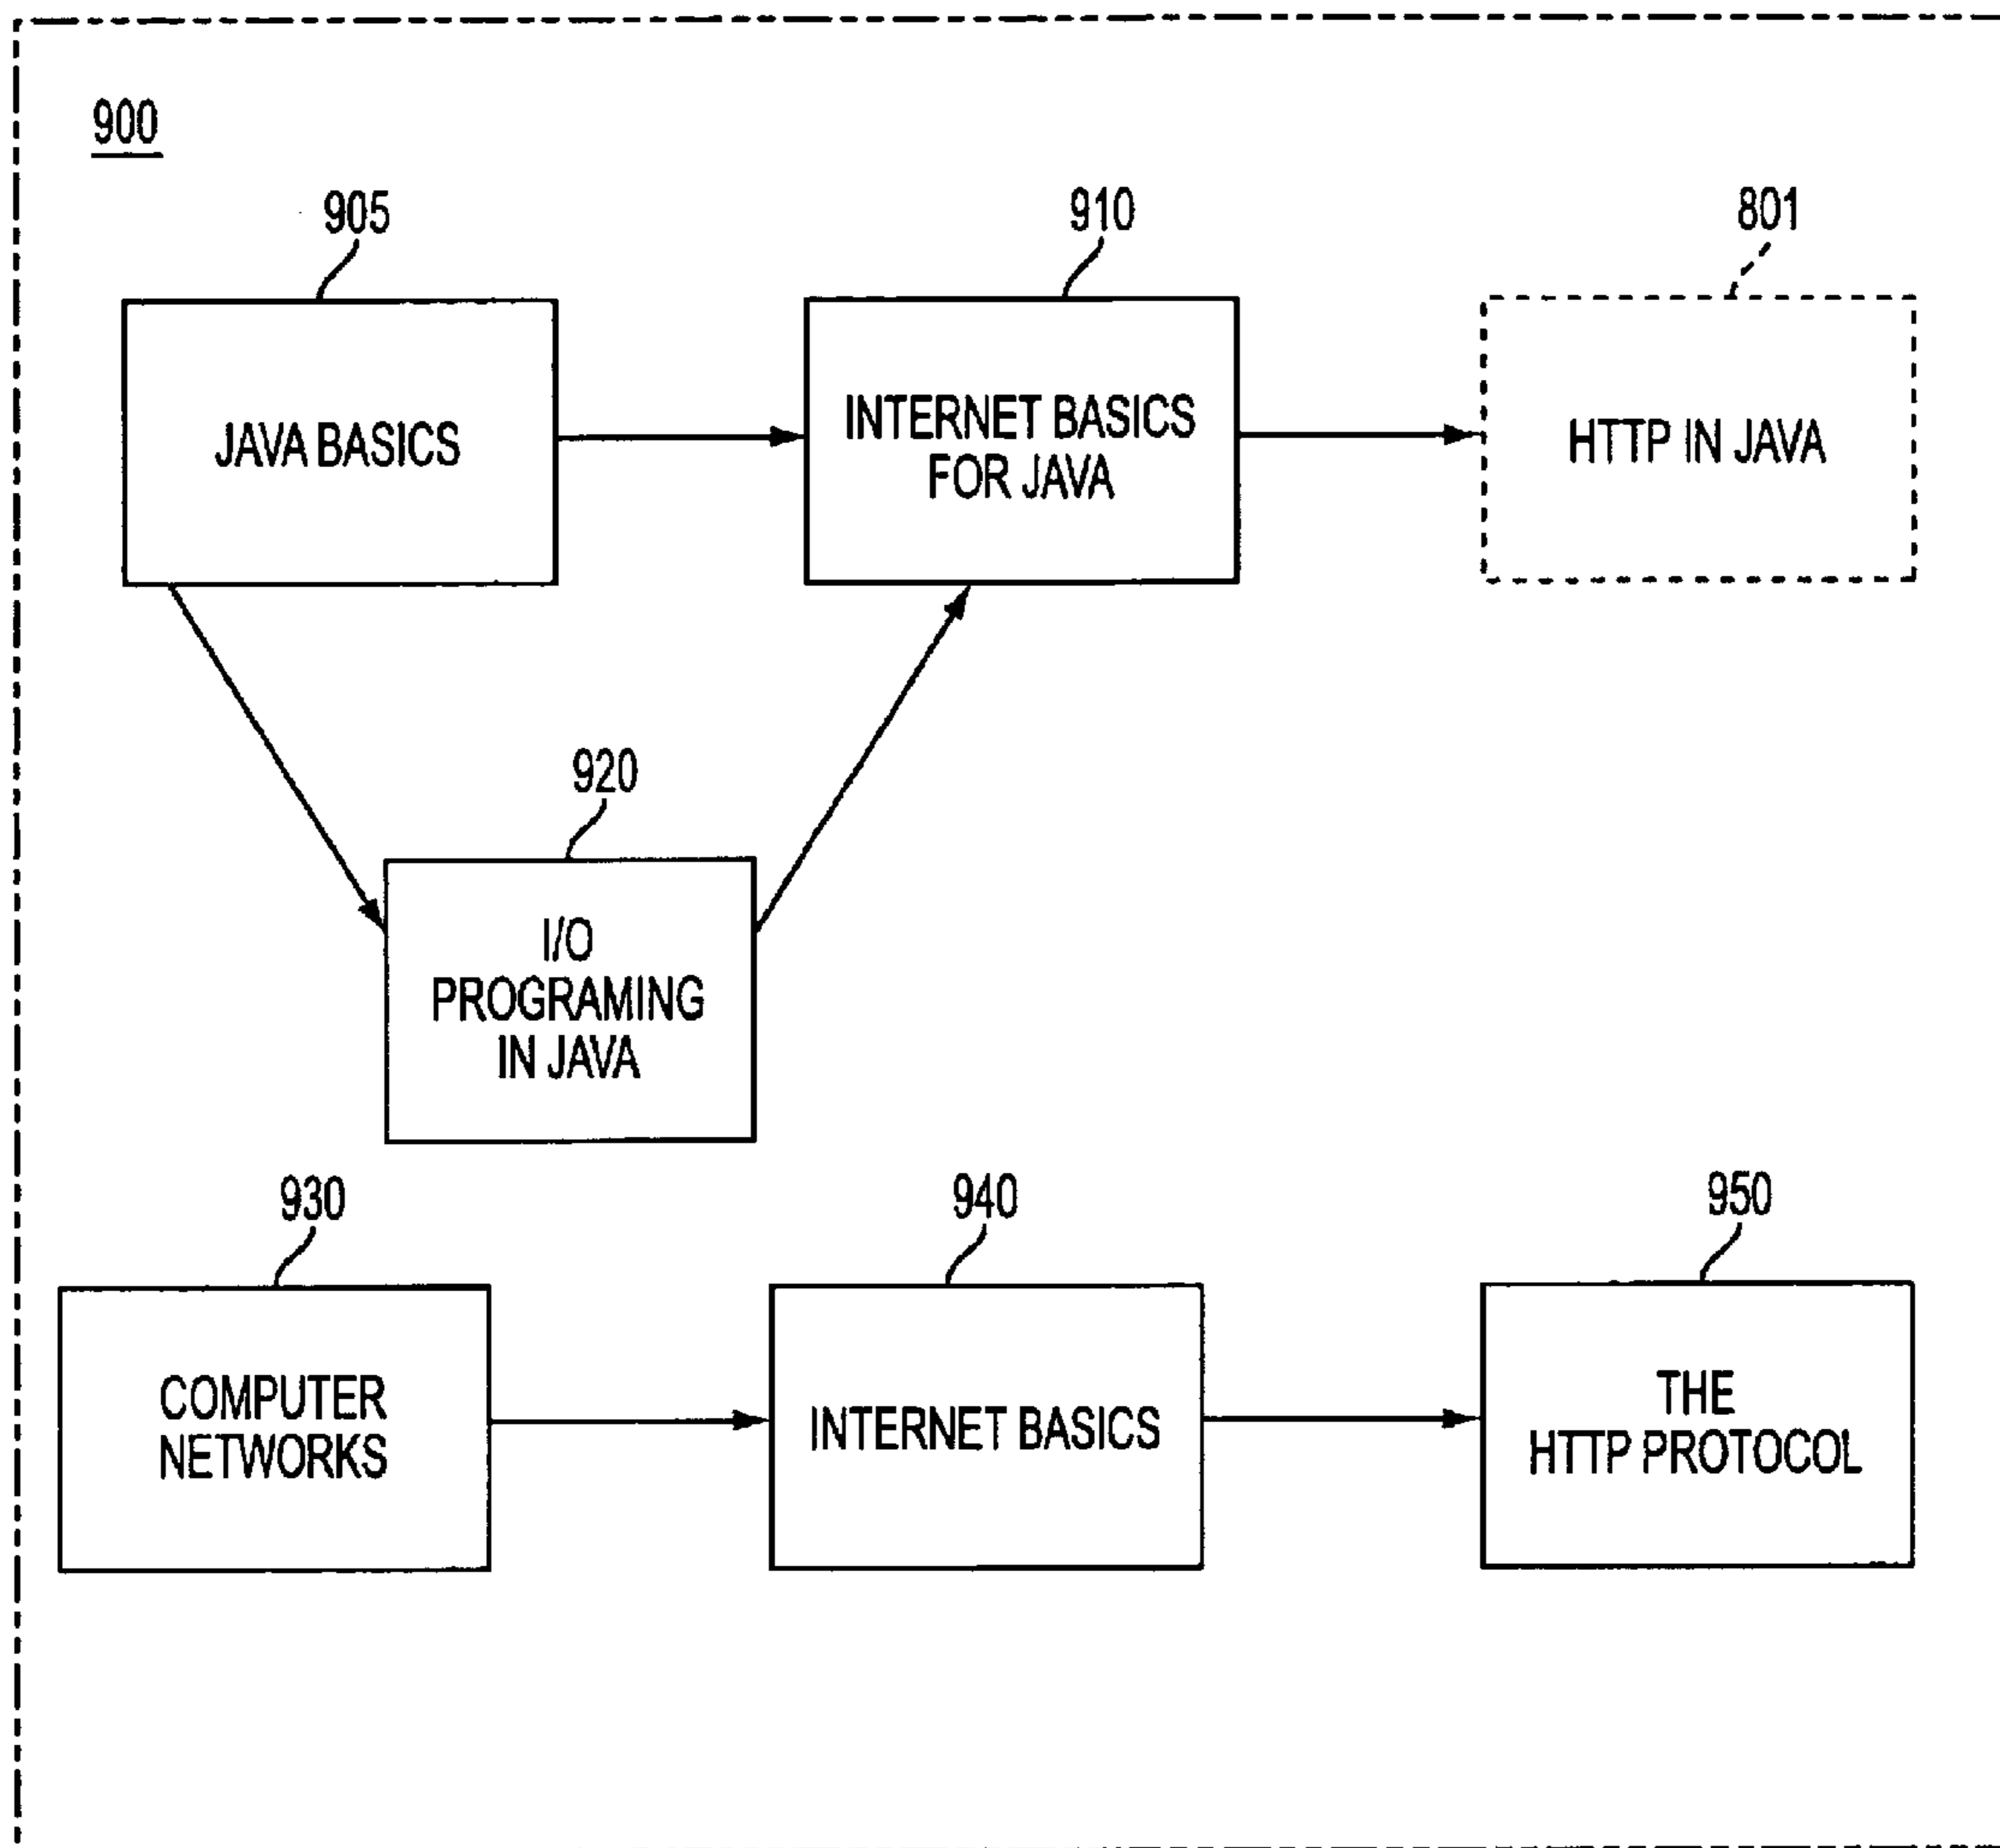 900
905
910
801
JAVA BASICS
INTERNET BASICS
FOR JAVA
HTTP IN JAVA
920
I/O
PROGRAMING
IN JAVA
930
940
950
COMPUTER
NETWORKS
INTERNET BASICS
THE
HTTP PROTOCOL